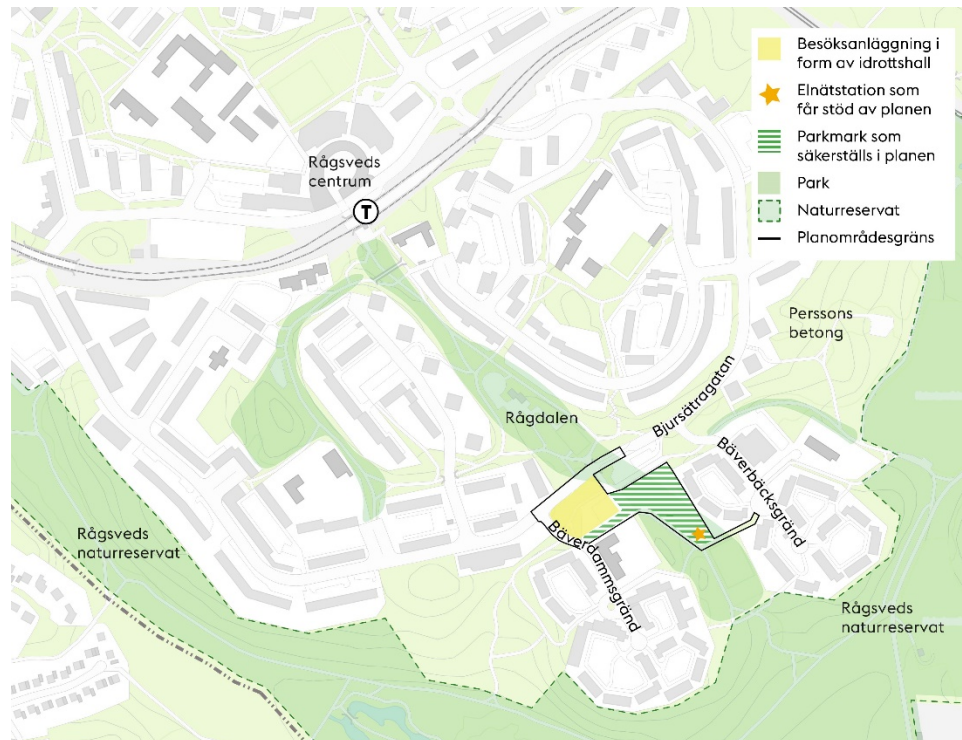 Besöksanläggning i
form av idrottshall
Elnätstation som
får stöd av planen
Parkmark som
säkerställs i planen
Park
Naturreservat
Planområdesgräns
Rågsveds
centrum
T
Perssons
betong
Bjursätragatan
Rågdalen
Bäverbäcksgränd
Bäverdammsgränd
Rågsveds
naturreservat
Rågsveds
naturreservat